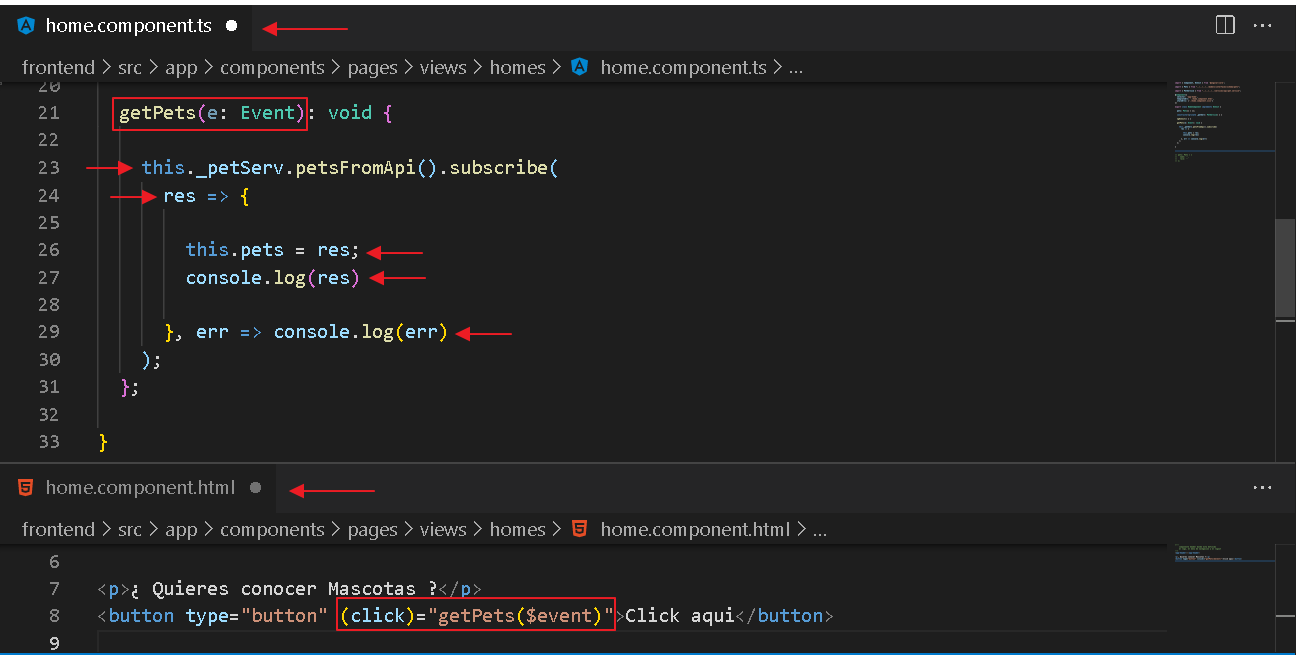 home.component.ts
frontend > src > app > components > pages > views > homes > home.component.ts > ...
20
21 getPets(e: Event): void {
22
23 this._petServ.petsFromApi().subscribe(
24 res => {
25
26 this.pets = res;
27 console.log(res)
28
29 }, err => console.log(err)
30 );
31 };
32
33 }
home.component.html
frontend > src > app > components > pages > views > homes > home.component.html > ...
6
7 <p>¿ Quieres conocer Mascotas ?</p>
8 <button type="button" (click)="getPets($event)">Click aqui</button>
9